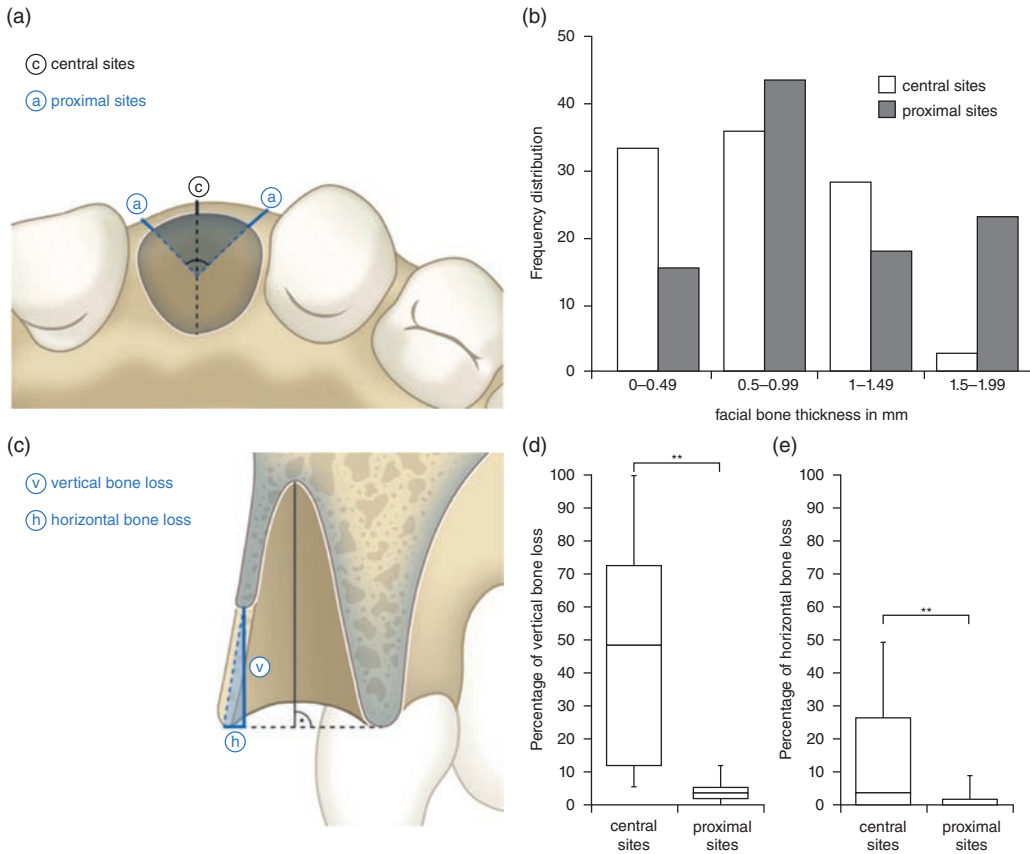 (a)
c central sites
a proximal sites
a
c
a
(b)
Frequency distribution
50
40
30
20
10
0
central sites
proximal sites
0–0.49
0.5–0.99
1–1.49
1.5–1.99
facial bone thickness in mm
(c)
v vertical bone loss
h horizontal bone loss
v
h
(d)
Percentage of vertical bone loss
100
90
80
70
60
50
40
30
20
10
0
**
central
sites
proximal
sites
(e)
Percentage of horizontal bone loss
100
90
80
70
60
50
40
30
20
10
0
**
central
sites
proximal
sites